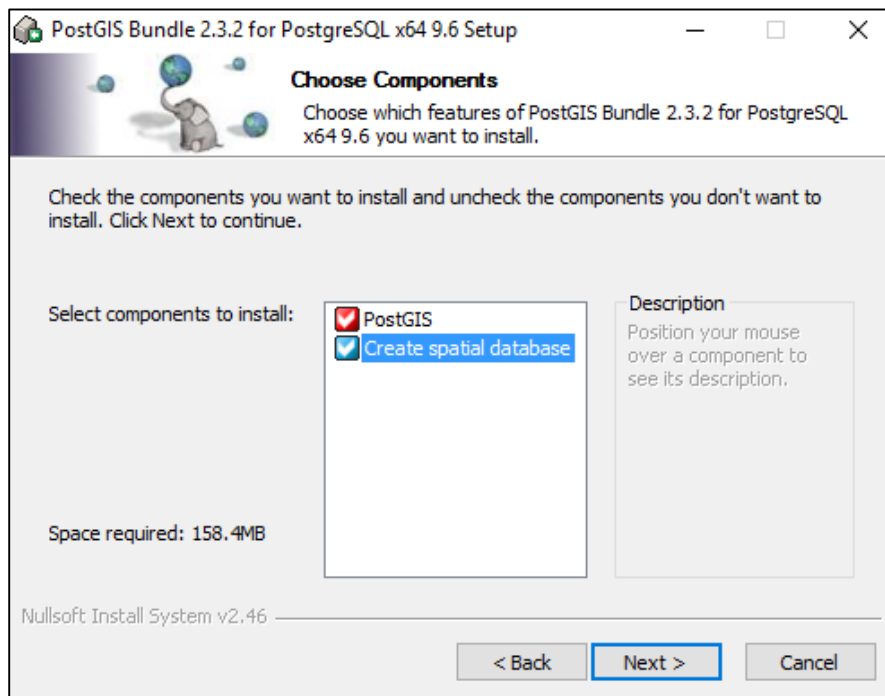 PostGIS Bundle 2.3.2 for PostgreSQL x64 9.6 Setup
Choose Components
Choose which features of PostGIS Bundle 2.3.2 for PostgreSQL
x64 9.6 you want to install.
Check the components you want to install and uncheck the components you don't want to
install. Click Next to continue.
Select components to install:
PostGIS
Create spatial database
Description
Position your mouse
over a component to
see its description.
Space required: 158.4MB
Nullsoft Install System v2.46
< Back
Next >
Cancel